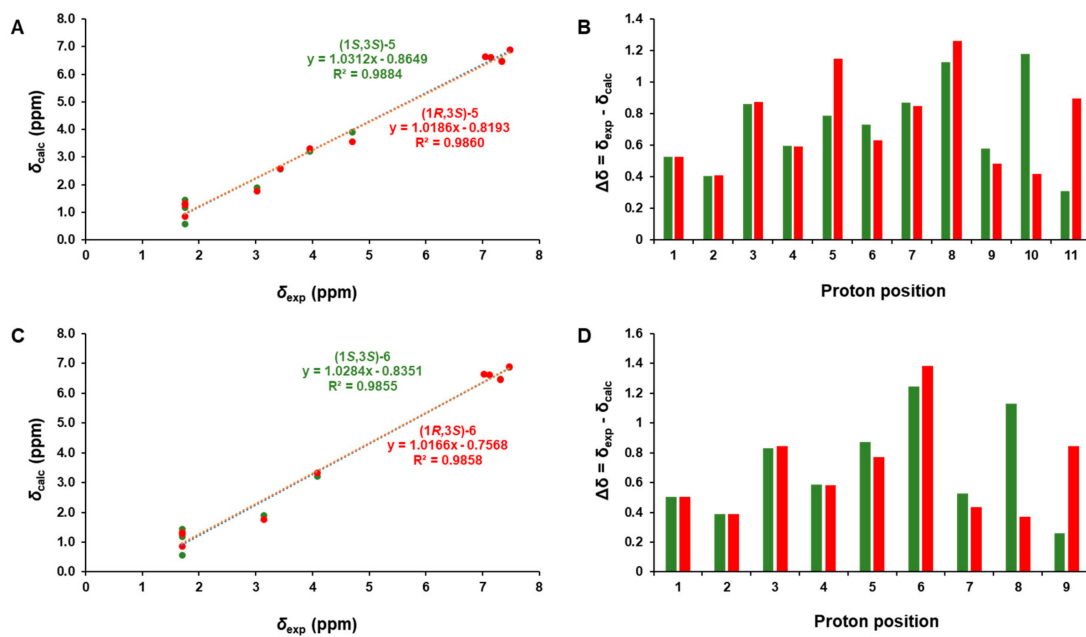 A
8.0
7.0
6.0
5.0
4.0
3.0
2.0
1.0
0.0
δcalc (ppm)
(1S,3S)-5
y = 1.0312x - 0.8649
R² = 0.9884
(1R,3S)-5
y = 1.0186x - 0.8193
R² = 0.9860
0 1 2 3 4 5 6 7 8
δexp (ppm)
B
1.4
1.2
1
0.8
0.6
0.4
0.2
0
Δδ = δexp - δcalc
1 2 3 4 5 6 7 8 9 10 11
Proton position
C
8.0
7.0
6.0
5.0
4.0
3.0
2.0
1.0
0.0
δcalc (ppm)
(1S,3S)-6
y = 1.0284x - 0.8351
R² = 0.9855
(1R,3S)-6
y = 1.0166x - 0.7568
R² = 0.9858
0 1 2 3 4 5 6 7 8
δexp (ppm)
D
1.6
1.4
1.2
1
0.8
0.6
0.4
0.2
0
Δδ = δexp - δcalc
1 2 3 4 5 6 7 8 9
Proton position